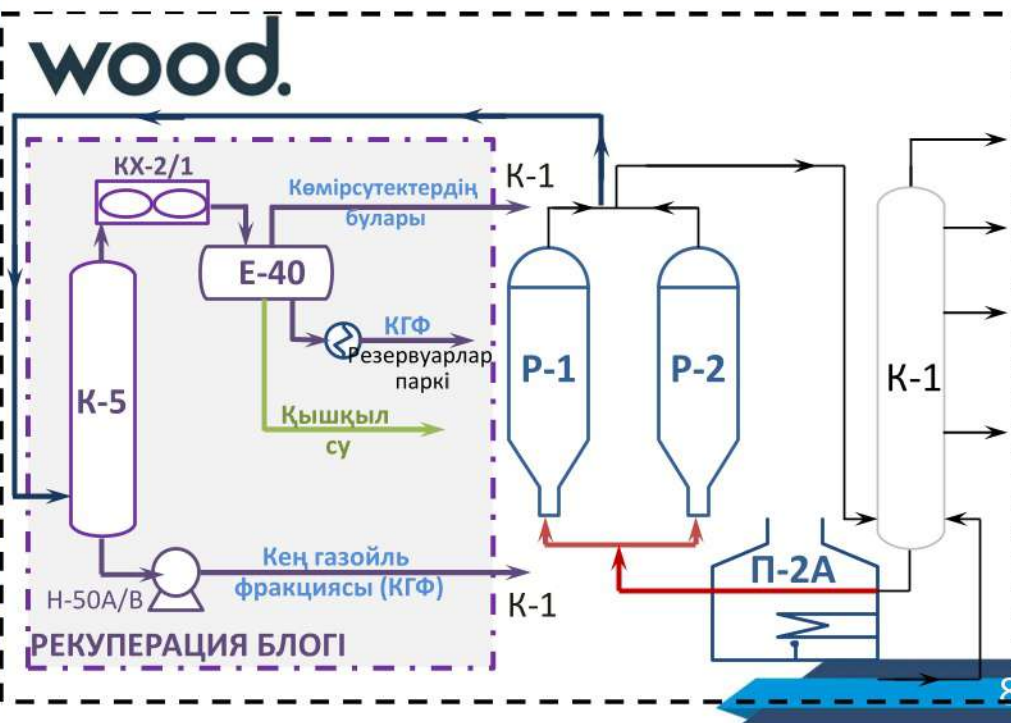 wood.
КХ-2/1
Көмірсутектердің
булары
К-1
Е-40
КГФ
Резервуарлар
паркі
К-5
Қышқыл
су
Р-1
Р-2
К-1
Н-50А/В
Кең газойль
фракциясы (КГФ)
К-1
П-2А
РЕКУПЕРАЦИЯ БЛОГІ